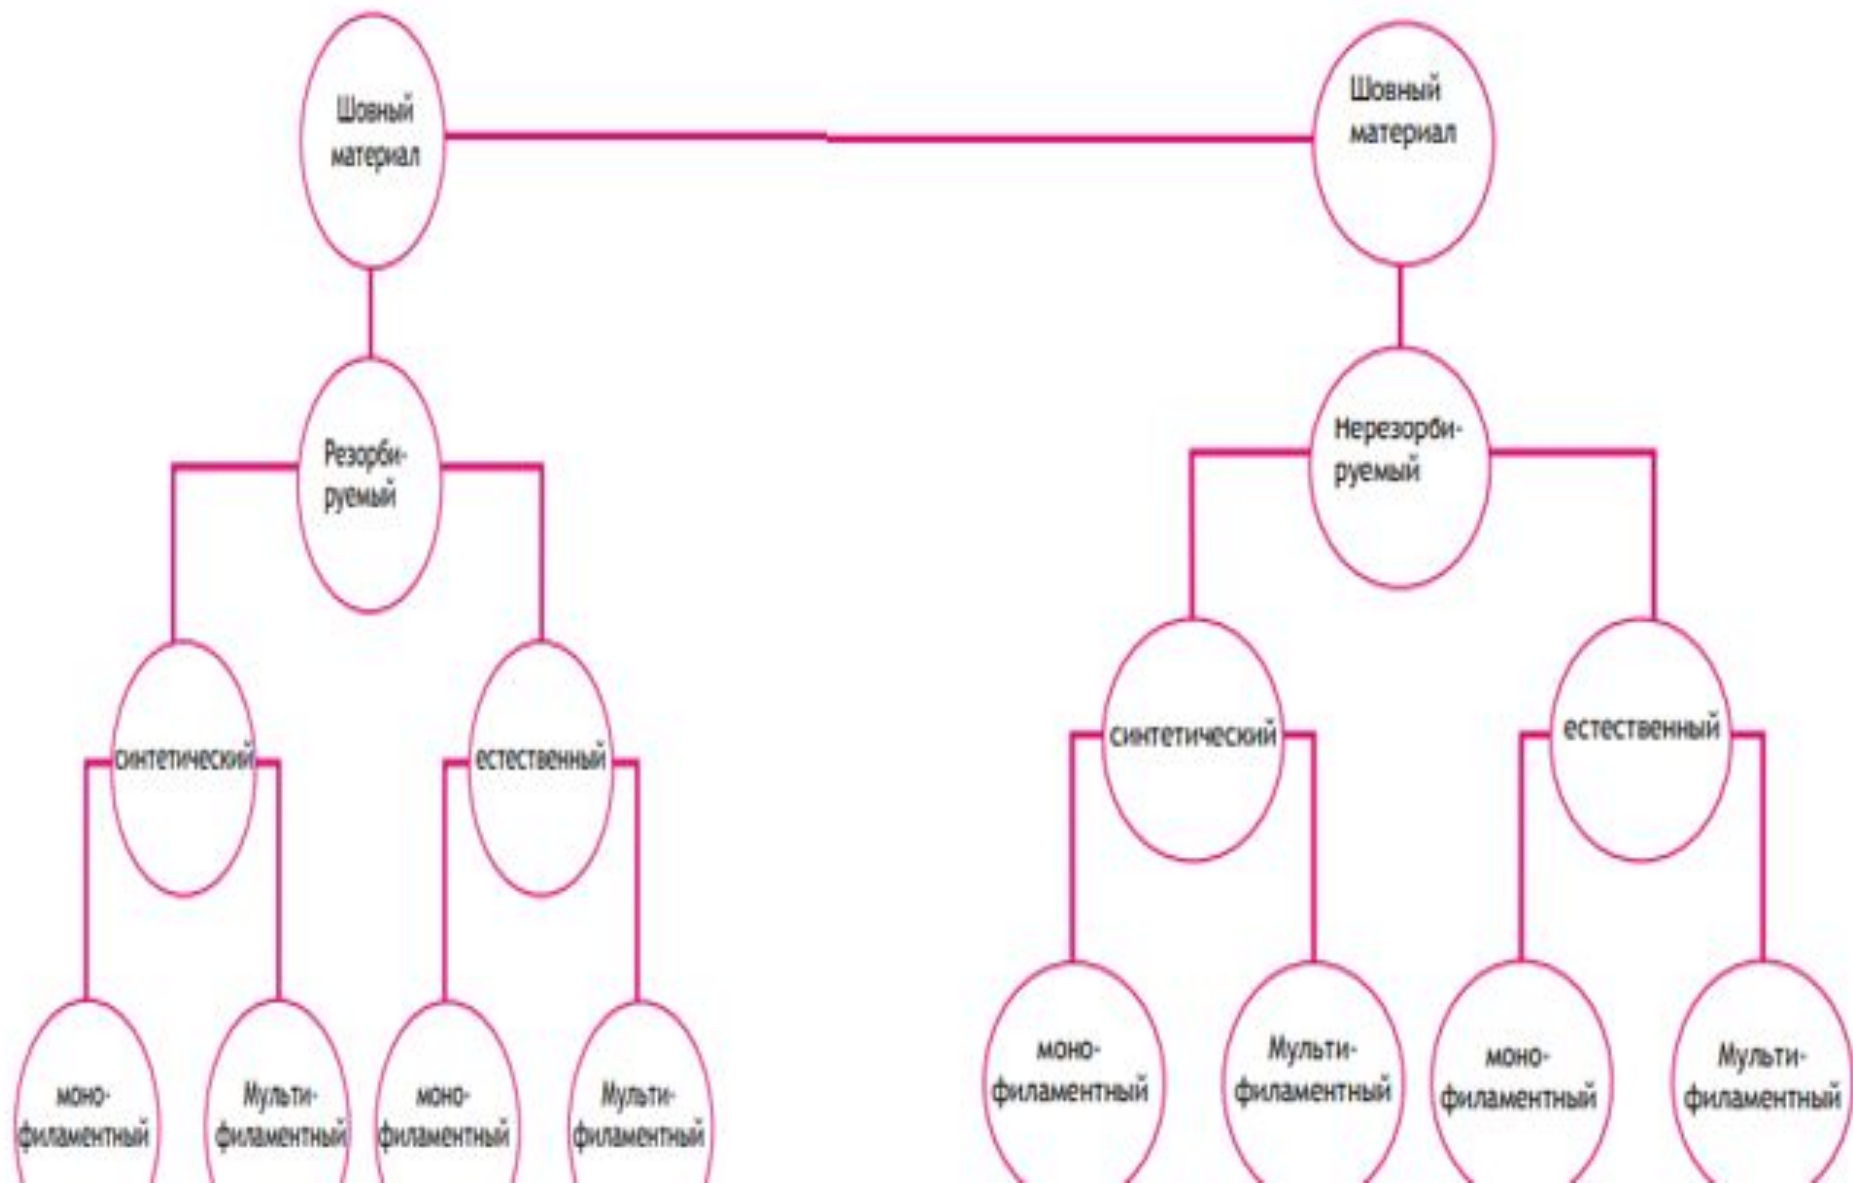 Шовный
материал
Шовный
материал
Резорби-
руемый
Нерезорби-
руемый
синтетический
естественный
синтетический
естественный
моно-
филаментный
Мульти-
филаментный
моно-
филаментный
Мульти-
филаментный
моно-
филаментный
Мульти-
филаментный
моно-
филаментный
Мульти-
филаментный